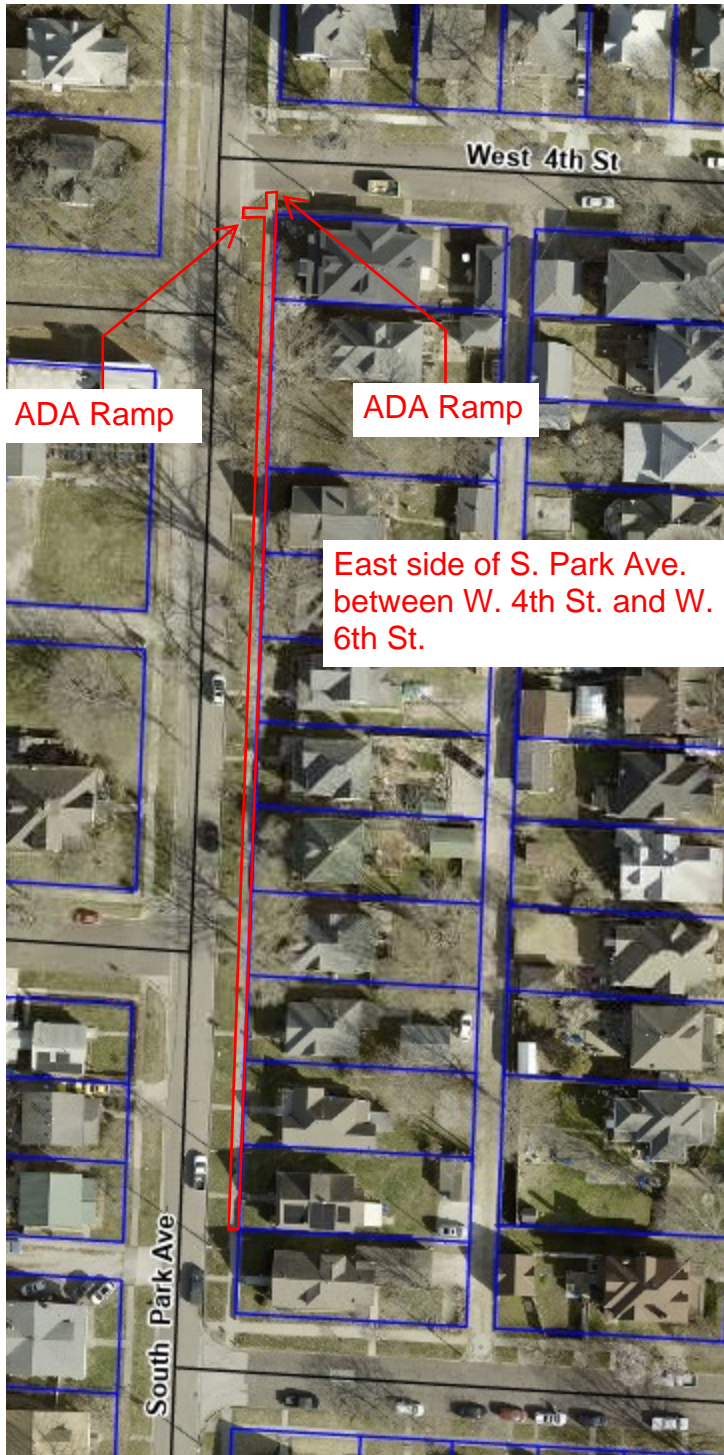 West 4th St
ADA Ramp
ADA Ramp
East side of S. Park Ave.
between W. 4th St. and W.
6th St.
South Park Ave